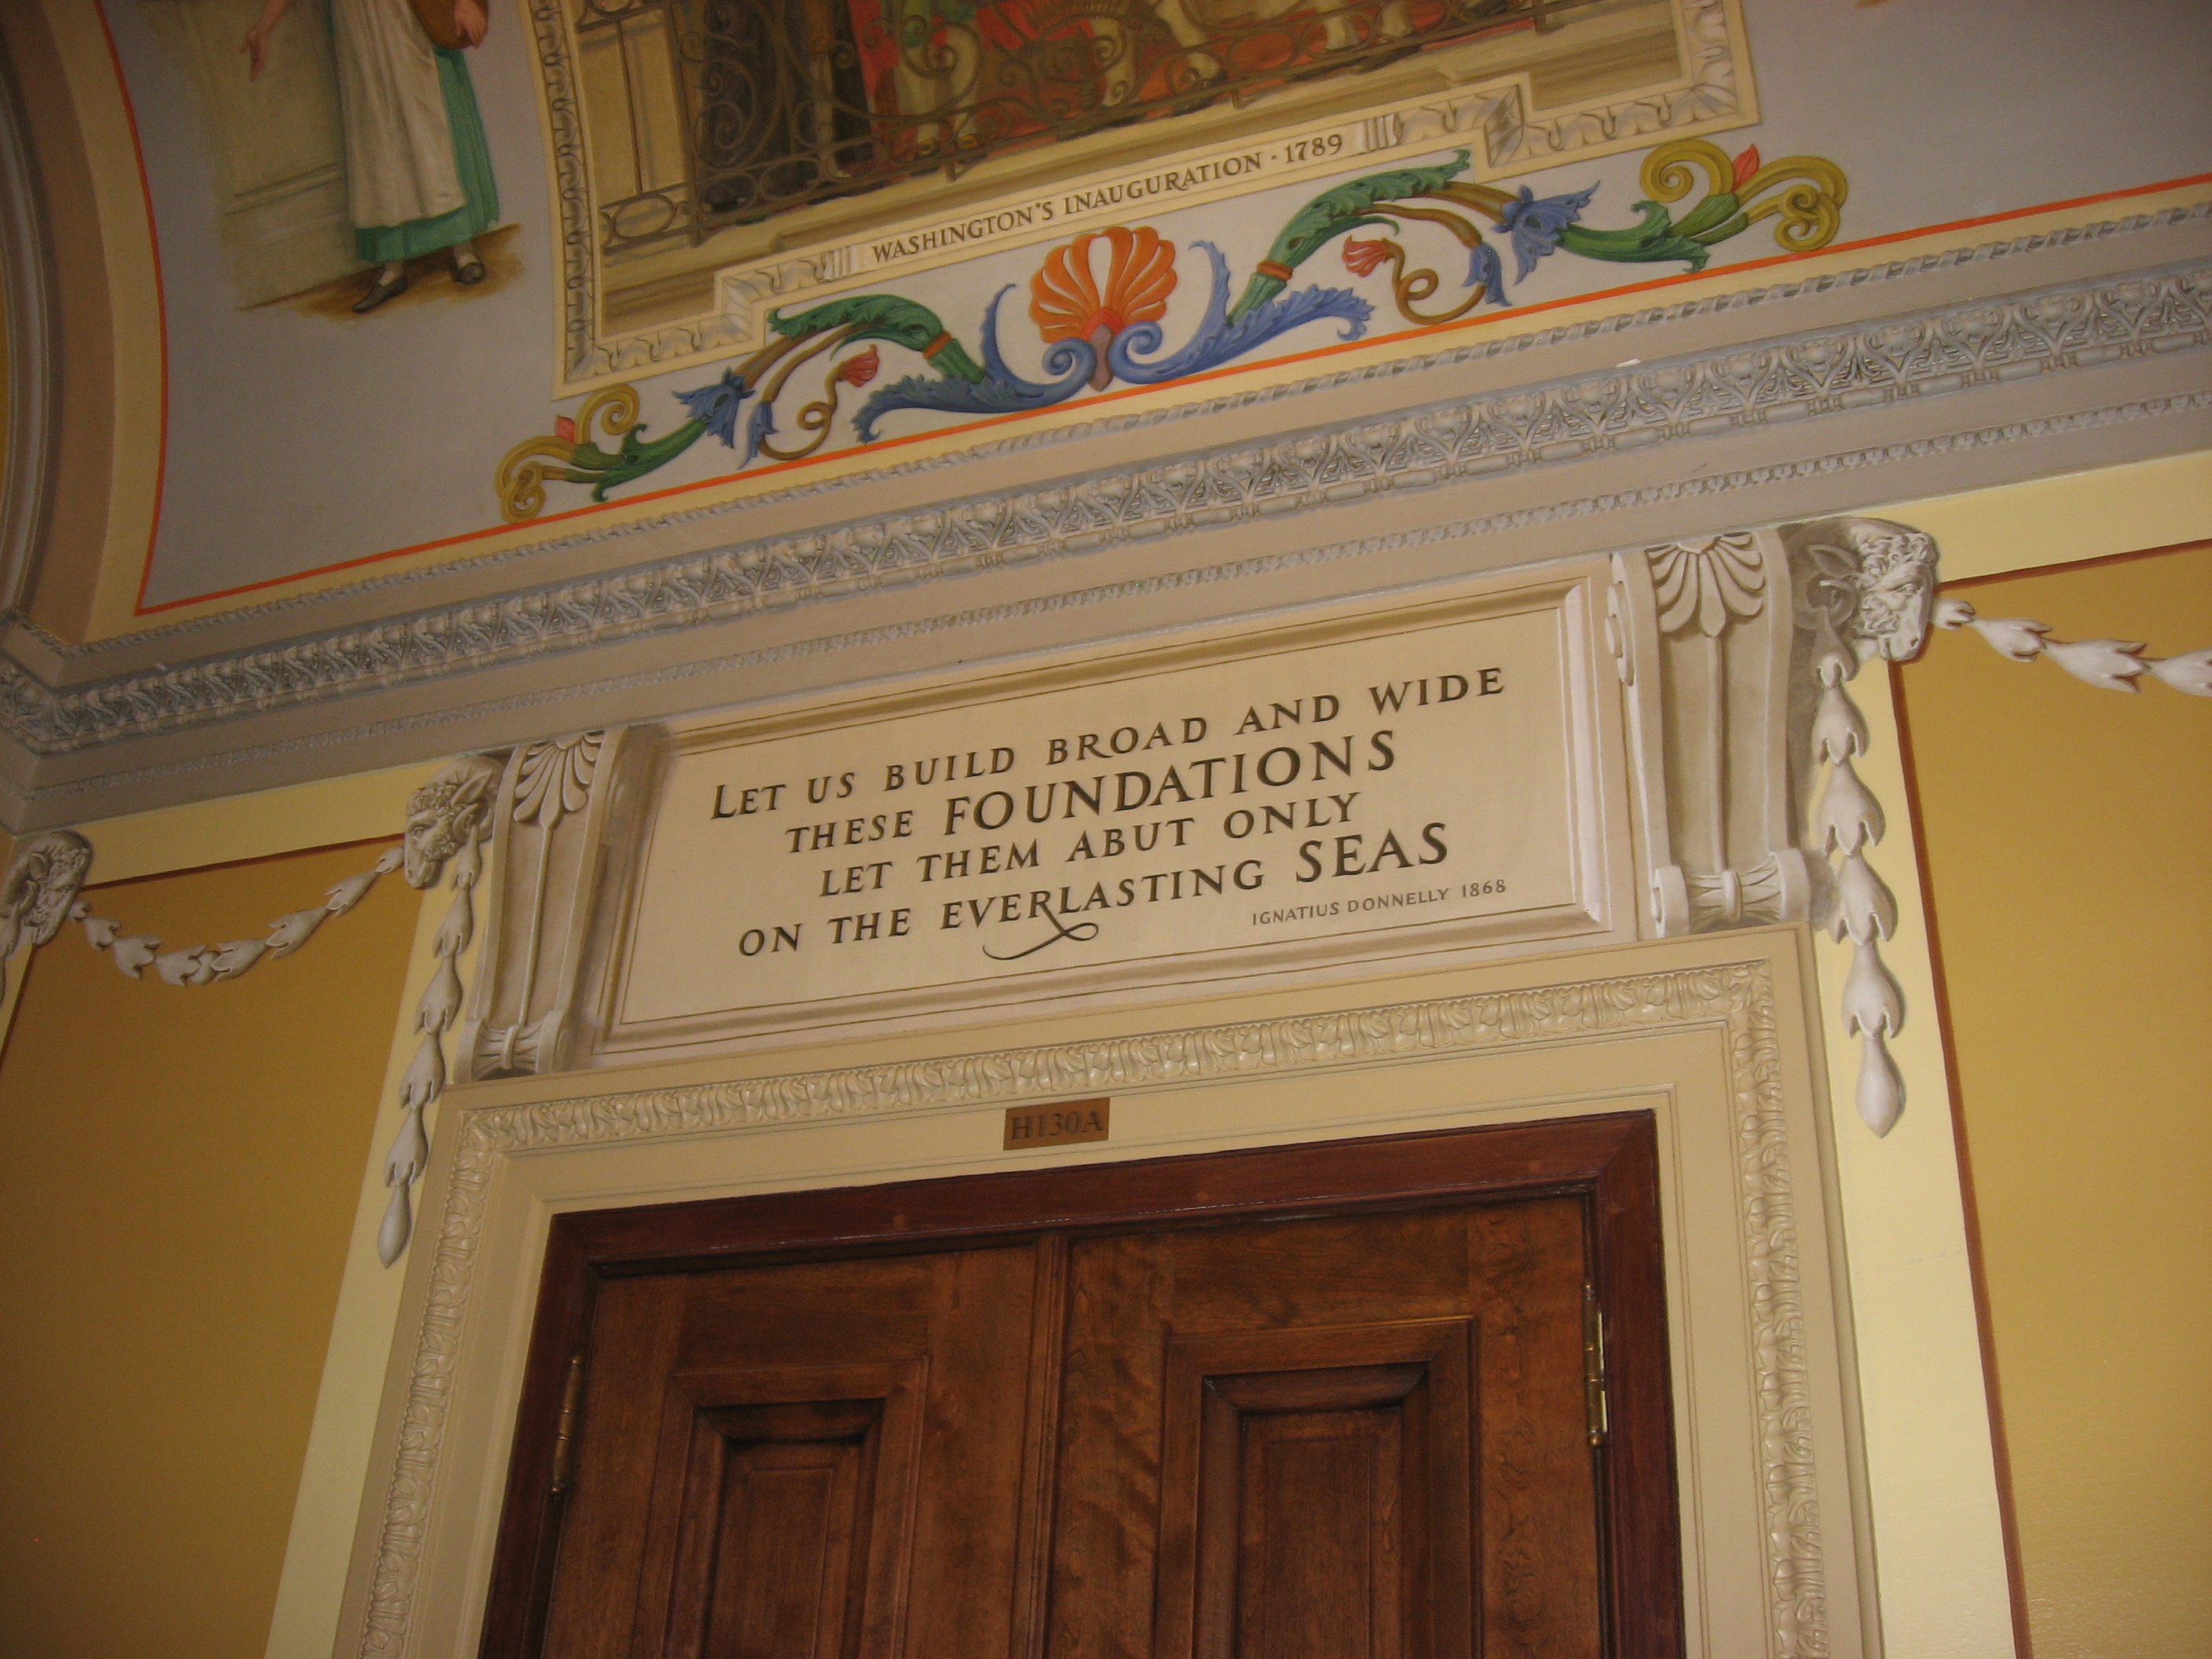 WASHINGTON'S INAUGURATION · 1789
LET US BUILD BROAD AND WIDE
THESE FOUNDATIONS
LET THEM ABUT ONLY
ON THE EVERLASTING SEAS
IGNATIUS DONNELLY 1868
H130A